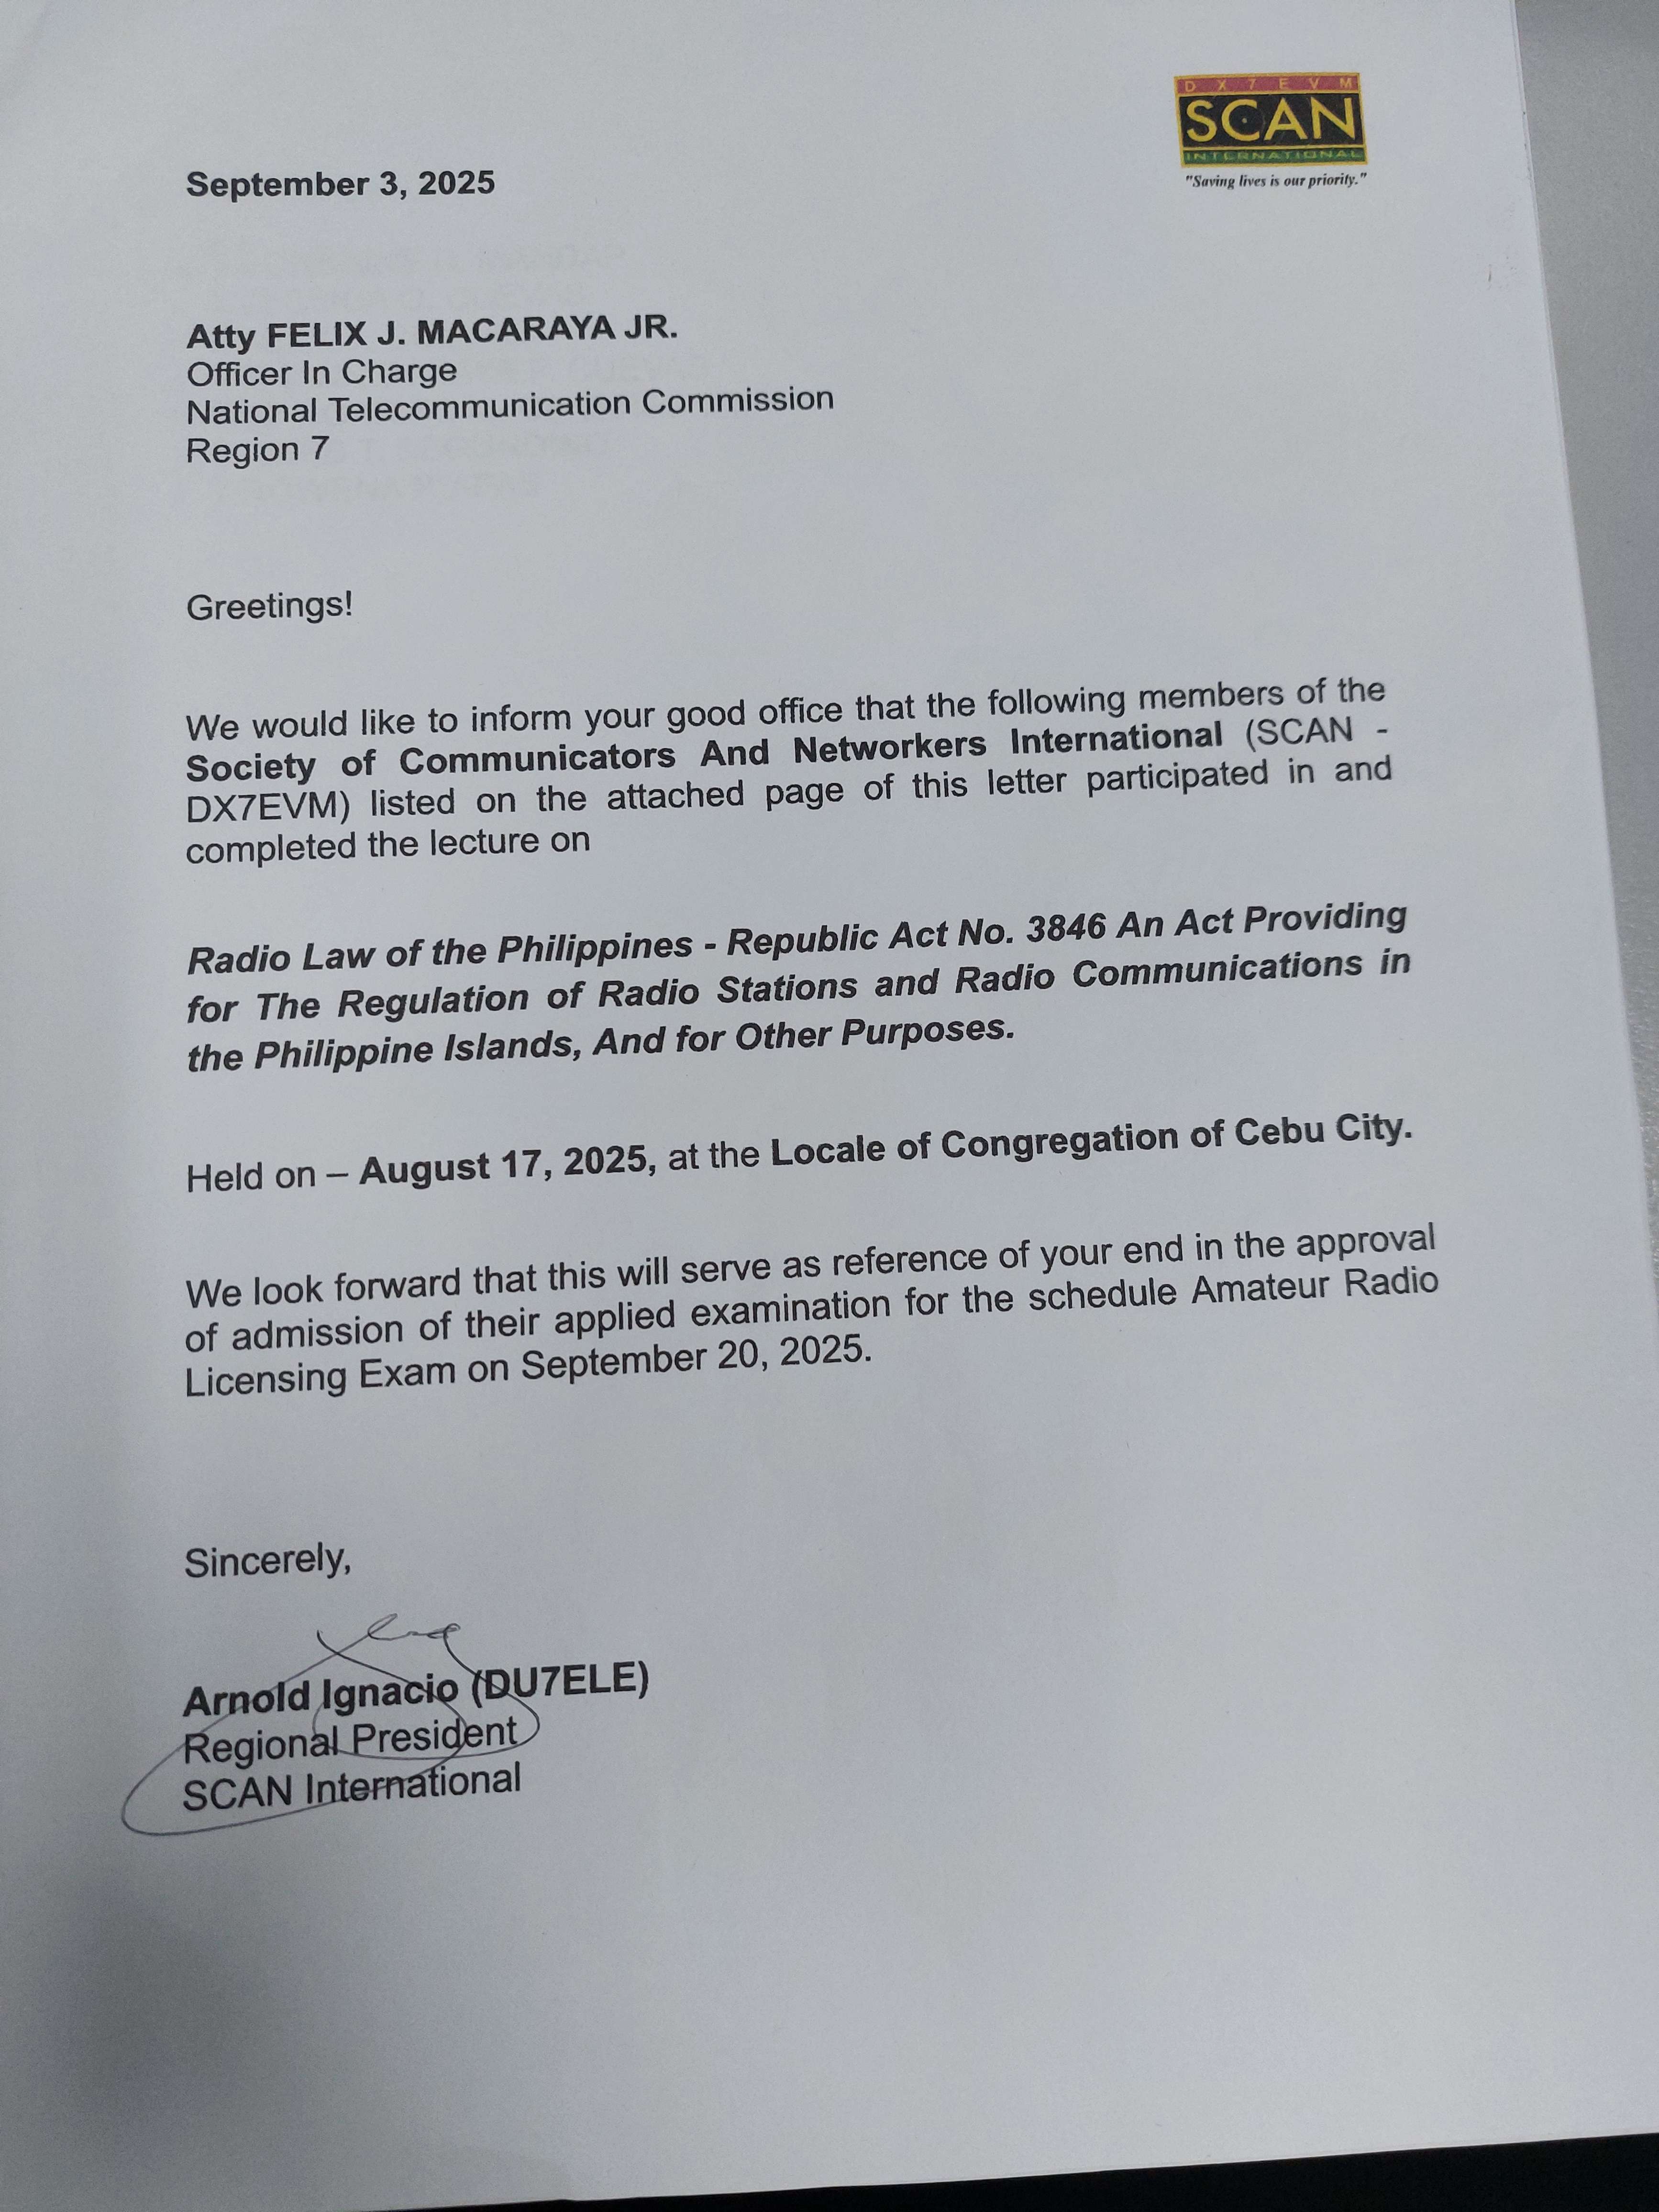 DX7EVM
SCAN
INTERNATIONAL
"Saving lives is our priority."
September 3, 2025
Atty FELIX J. MACARAYA JR.
Officer In Charge
National Telecommunication Commission
Region 7
Greetings!
We would like to inform your good office that the following members of the
Society of Communicators And Networkers International (SCAN -
DX7EVM) listed on the attached page of this letter participated in and
completed the lecture on
Radio Law of the Philippines - Republic Act No. 3846 An Act Providing
for The Regulation of Radio Stations and Radio Communications in
the Philippine Islands, And for Other Purposes.
Held on – August 17, 2025, at the Locale of Congregation of Cebu City.
We look forward that this will serve as reference of your end in the approval
of admission of their applied examination for the schedule Amateur Radio
Licensing Exam on September 20, 2025.
Sincerely,
Arnold Ignacio (DU7ELE)
Regional President
SCAN International